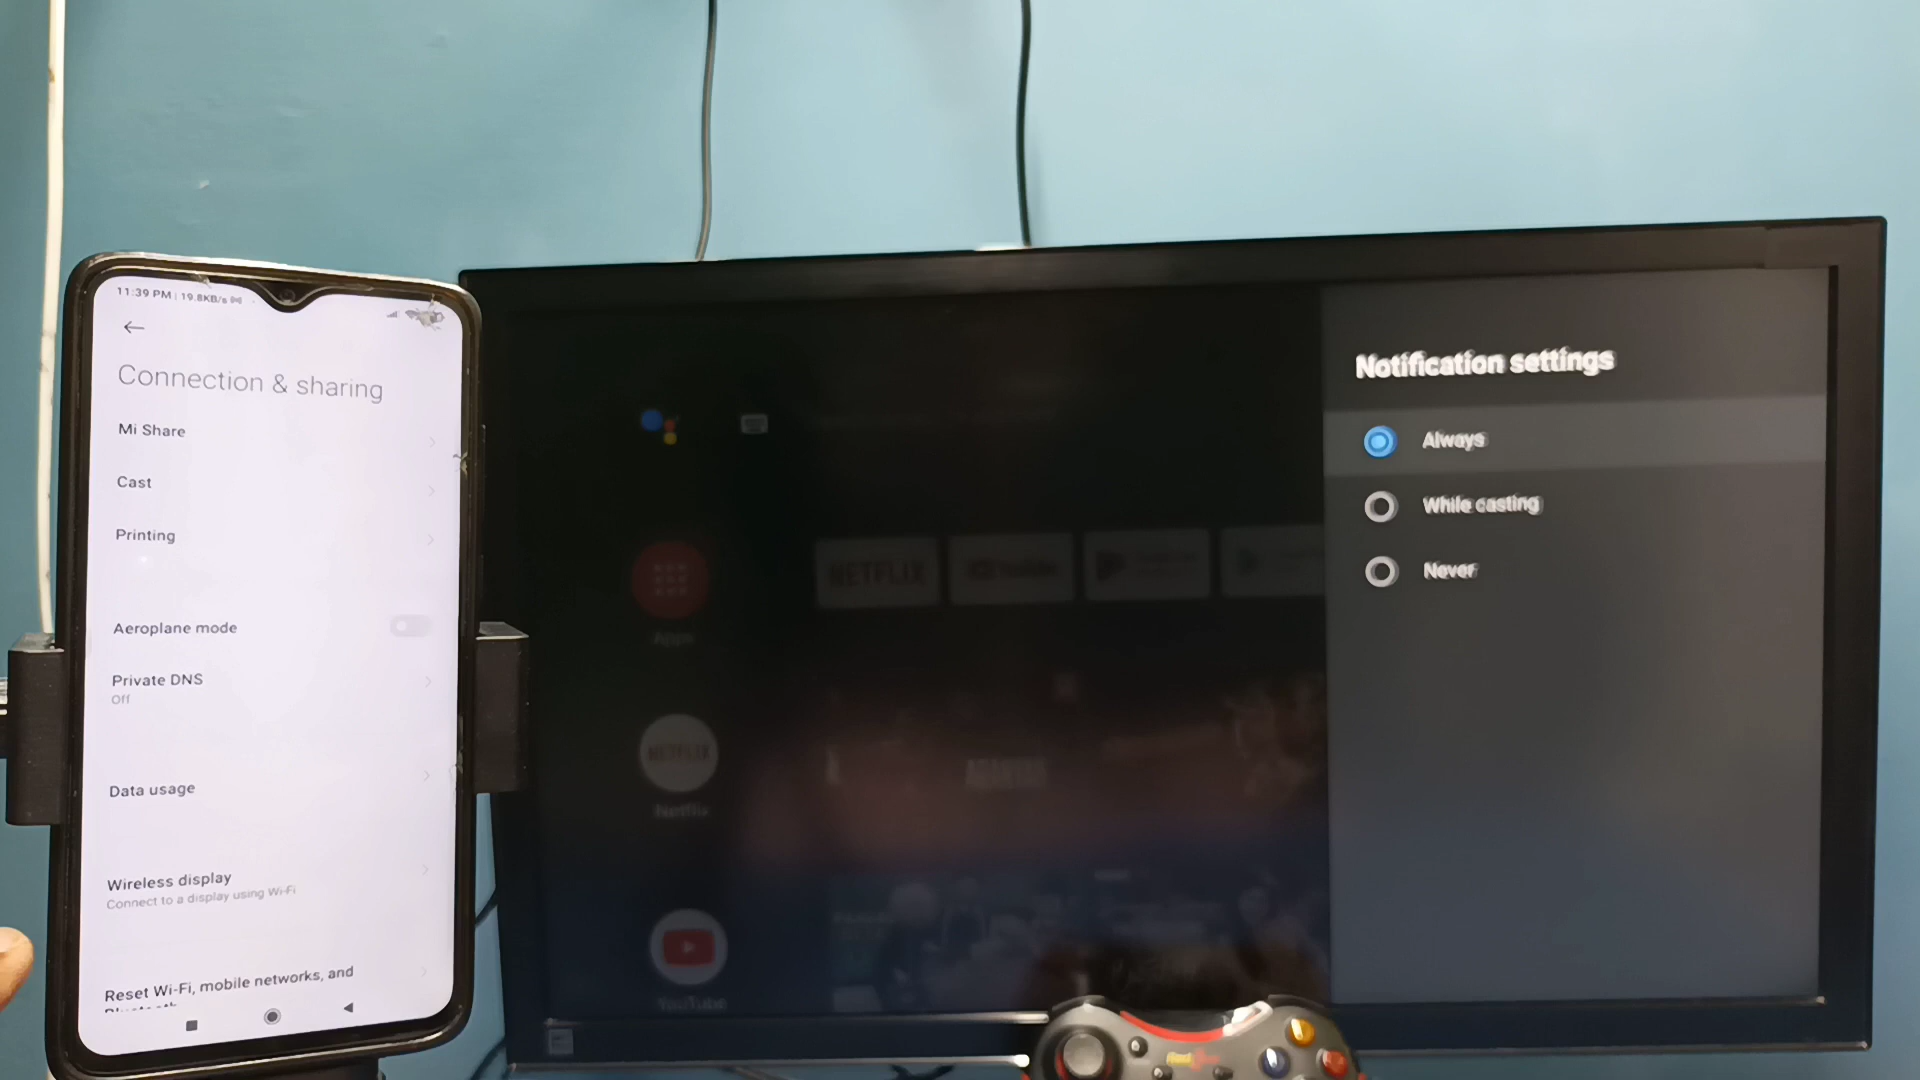 11:39 PM | 19.8KB/s
Connection & sharing
Mi Share
Cast
Printing
Aeroplane mode
Private DNS
Off
Data usage
Wireless display
Connect to a display using Wi-Fi
Reset Wi-Fi, mobile networks, and
Notification settings
Always
While casting
Never
NETFLIX
Apps
NETFLIX
Netflix
YouTube